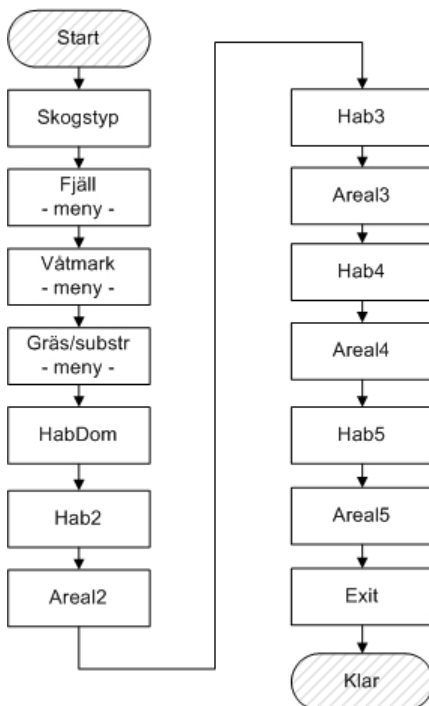 Start
Skogstyp
Fjäll
- meny -
Våtmark
- meny -
Gräs/substr
- meny -
HabDom
Hab2
Areal2
Hab3
Areal3
Hab4
Areal4
Hab5
Areal5
Exit
Klar